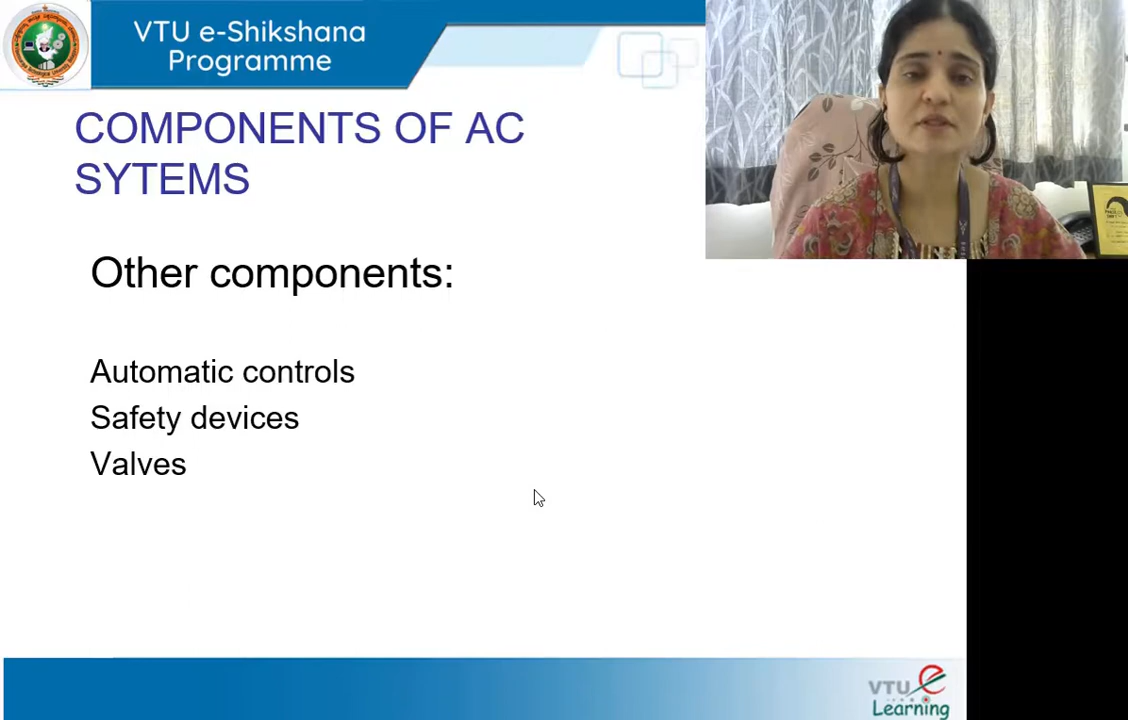 VTU e-Shikshana
Programme
COMPONENTS OF AC
SYTEMS
Other components:
Automatic controls
Safety devices
Valves
VTU e
Learning